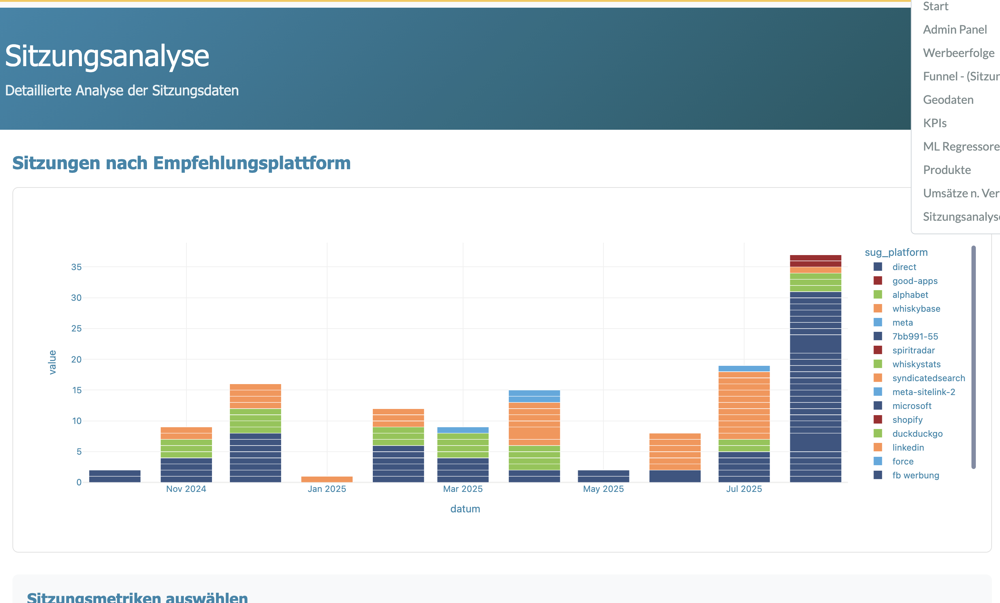 Start
Admin Panel
Werbeerfolge
Funnel - (Sitzun
Geodaten
KPIs
ML Regressore
Produkte
Umsätze n. Ver
Sitzungsanalyse
Sitzungsanalyse
Detaillierte Analyse der Sitzungsdaten
Sitzungen nach Empfehlungsplattform
35
30
25
20
15
10
5
0
value
Nov 2024
Jan 2025
Mar 2025
May 2025
Jul 2025
datum
sug_platform
direct
good-apps
alphabet
whiskybase
meta
7bb991-55
spiritradar
whiskystats
syndicatedsearch
meta-sitelink-2
microsoft
shopify
duckduckgo
linkedin
force
fb werbung
Sitzungsmetriken auswählen